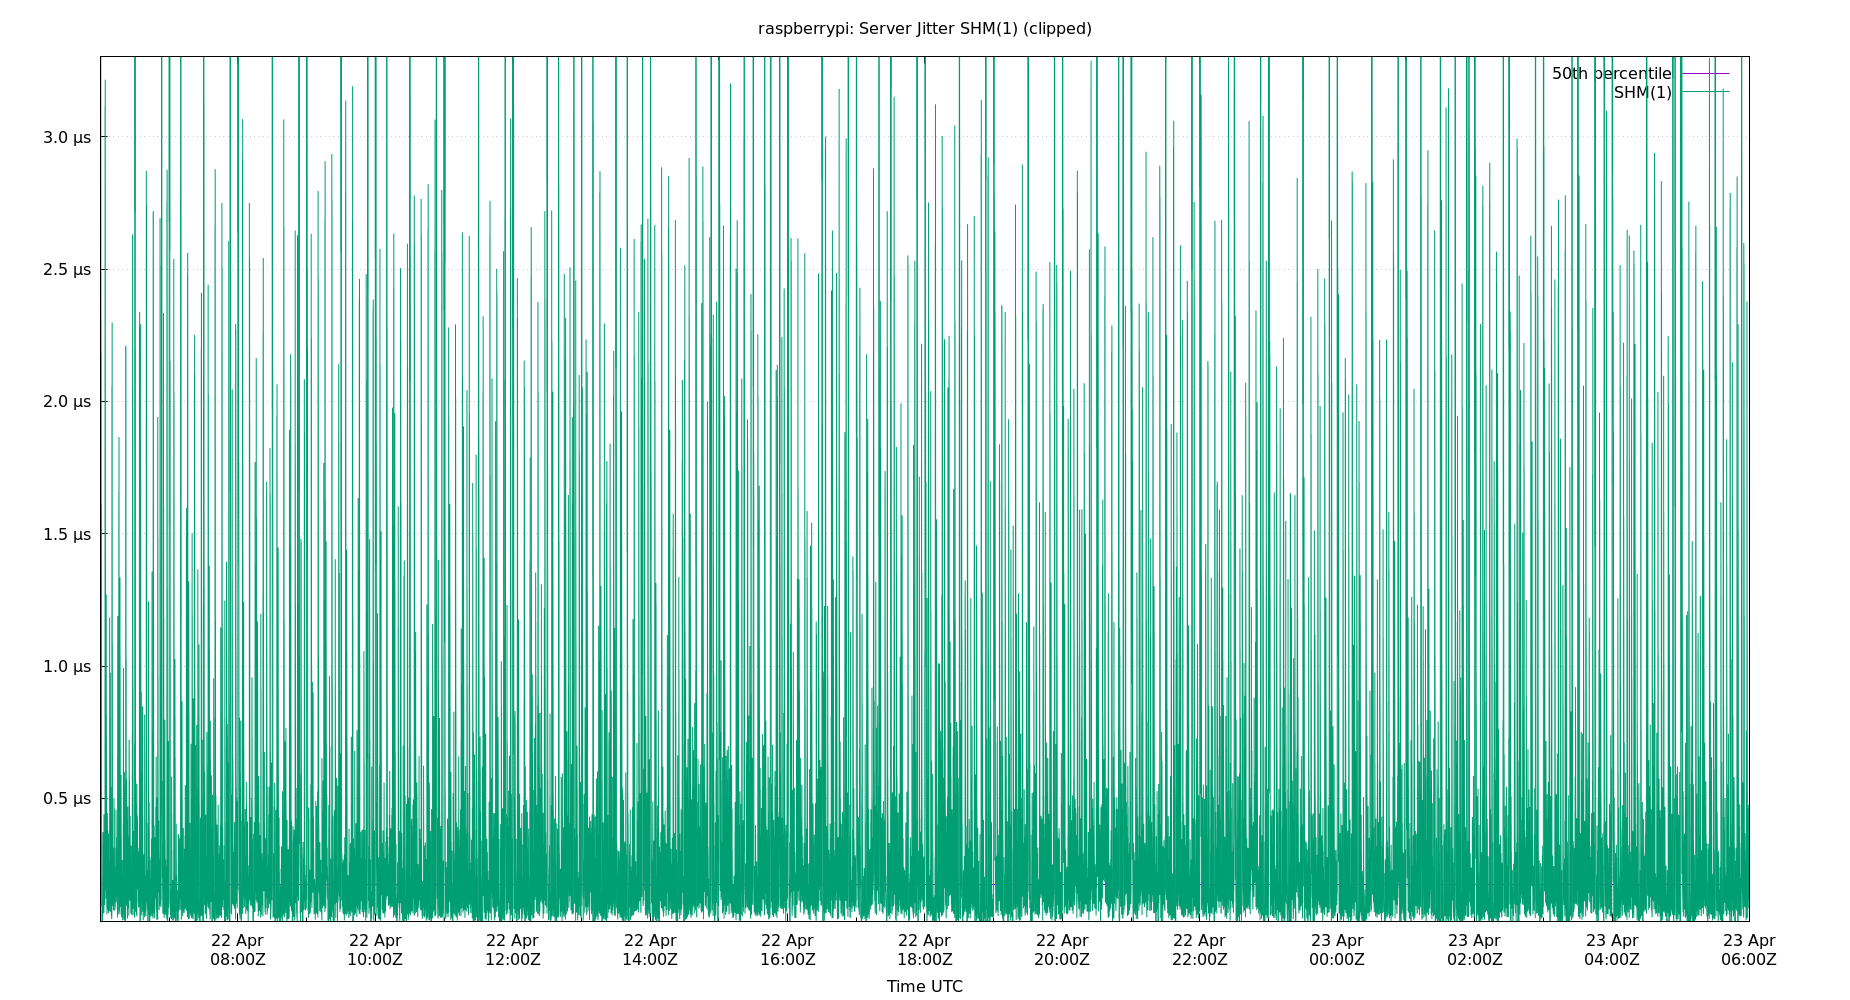 raspberrypi: Server Jitter SHM(1) (clipped)
50th percentile
SHM(1)
3.0 µs
2.5 µs
2.0 µs
1.5 µs
1.0 µs
0.5 µs
22 Apr 22 Apr 22 Apr 22 Apr 22 Apr 22 Apr 22 Apr 22 Apr 23 Apr 23 Apr 23 Apr 23 Apr
08:00Z 10:00Z 12:00Z 14:00Z 16:00Z 18:00Z 20:00Z 22:00Z 00:00Z 02:00Z 04:00Z 06:00Z
Time UTC